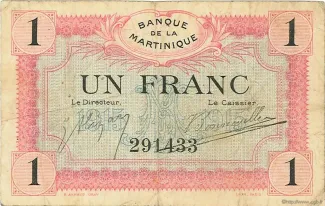 1 BANQUE 1
DE LA
MARTINIQUE
UN FRANC
Le Directeur, Le Caissier
291433
1 1